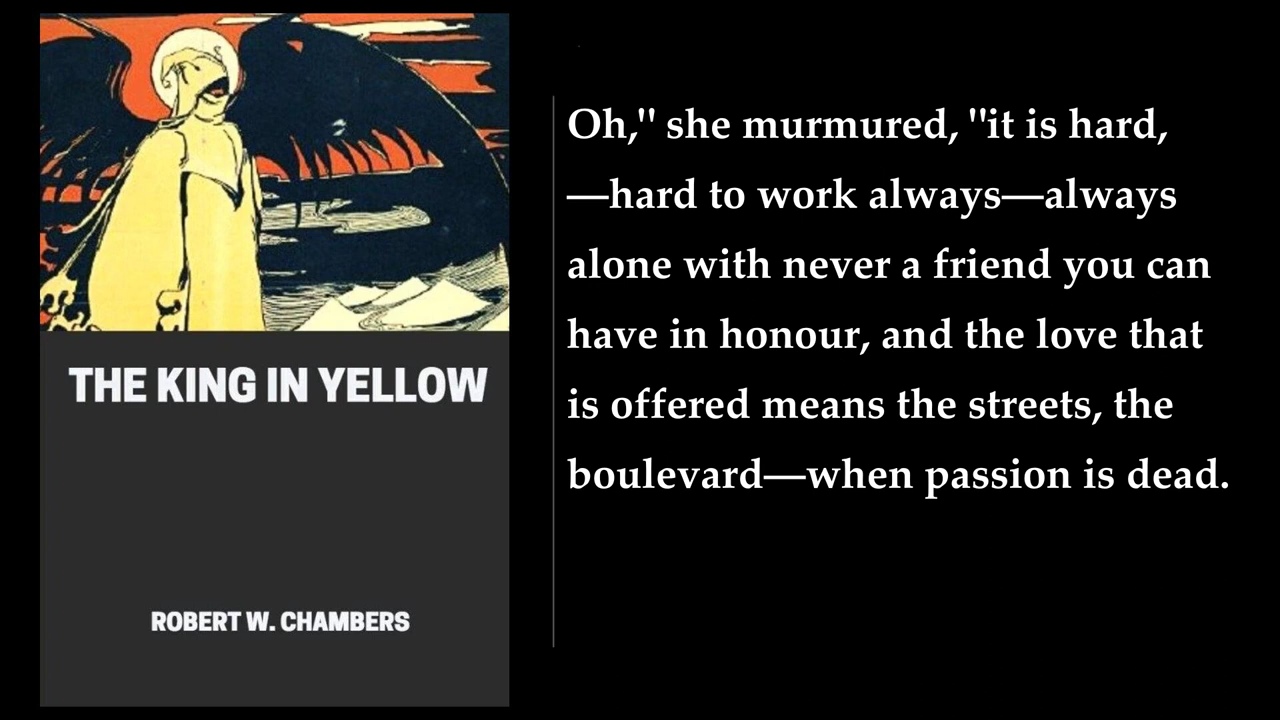 THE KING IN YELLOW
ROBERT W. CHAMBERS
Oh," she murmured, "it is hard,
—hard to work always—always
alone with never a friend you can
have in honour, and the love that
is offered means the streets, the
boulevard—when passion is dead.